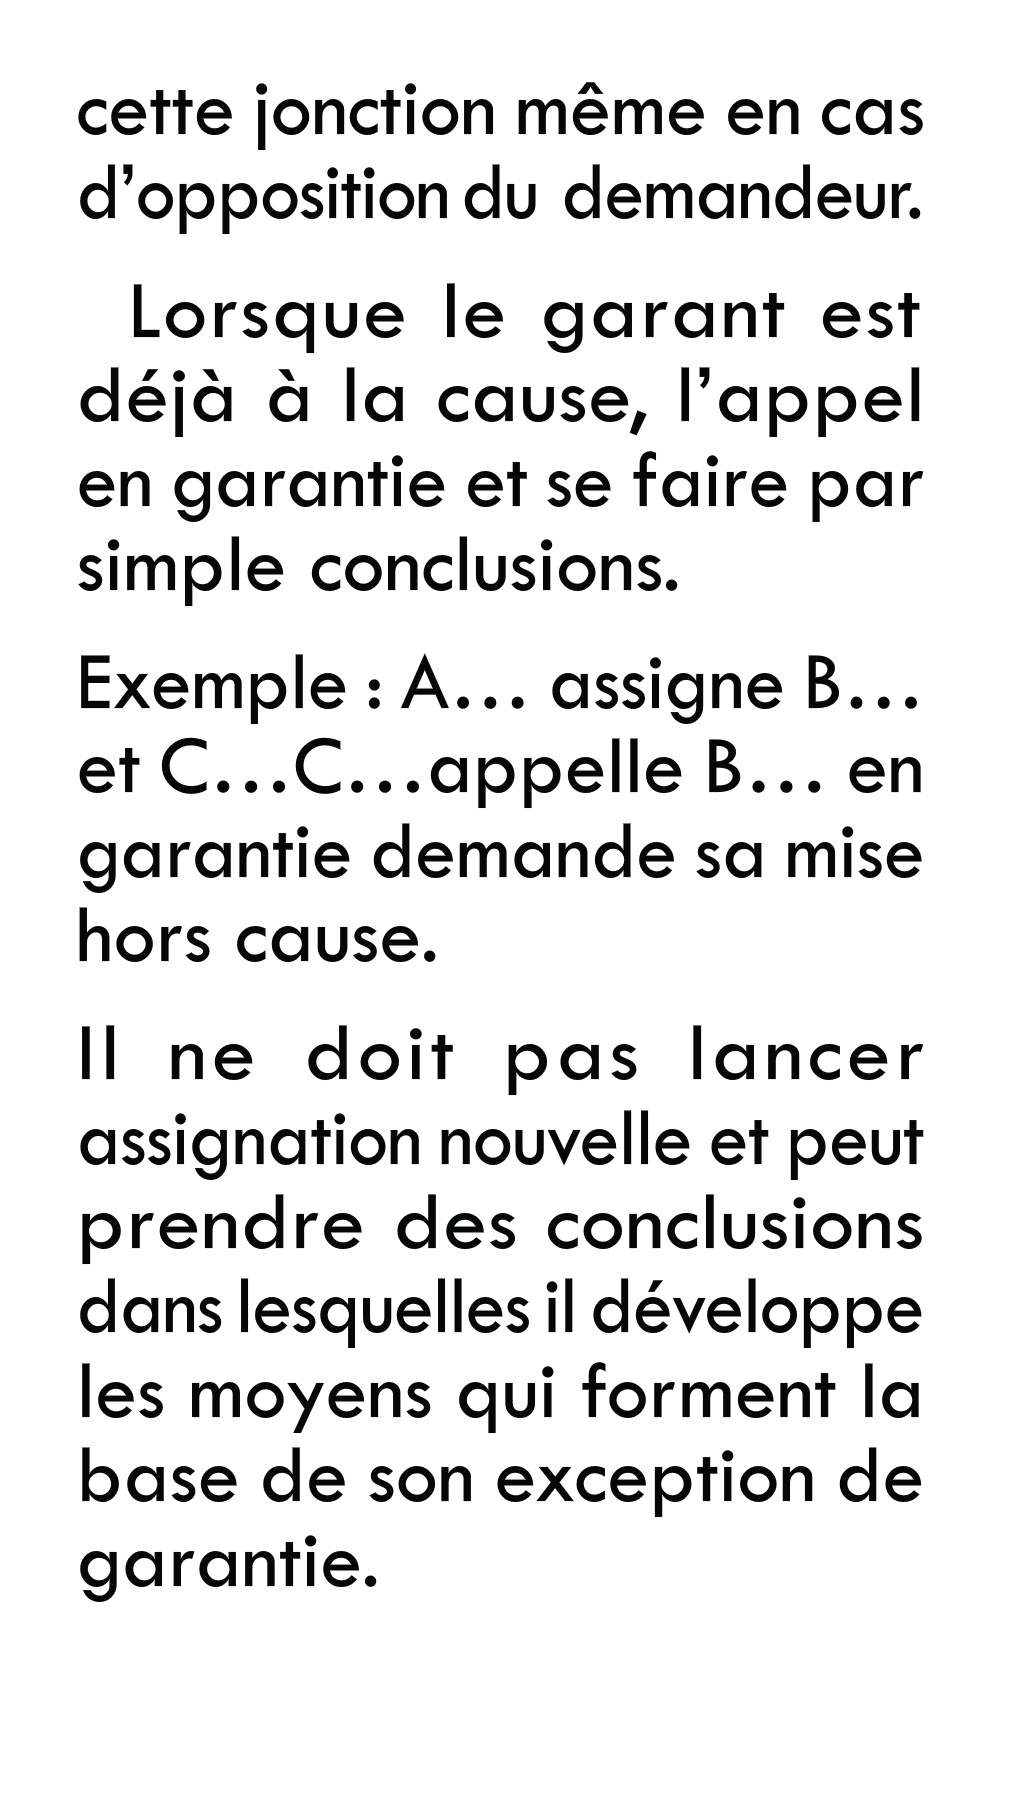 cette jonction même en cas
d’opposition du demandeur.
Lorsque le garant est
déjà à la cause, l’appel
en garantie et se faire par
simple conclusions.
Exemple : A… assigne B…
et C…C…appelle B… en
garantie demande sa mise
hors cause.
Il ne doit pas lancer
assignation nouvelle et peut
prendre des conclusions
dans lesquelles il développe
les moyens qui forment la
base de son exception de
garantie.